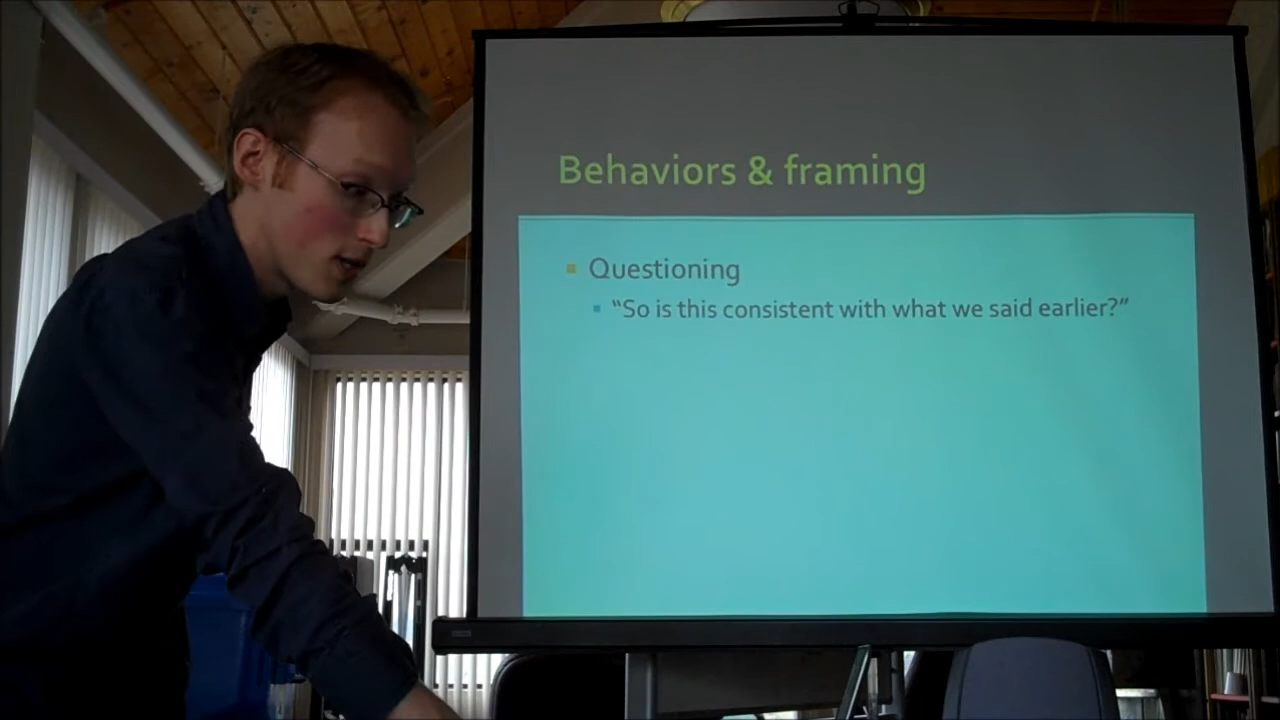 Behaviors & framing
Questioning
“So is this consistent with what we said earlier?”